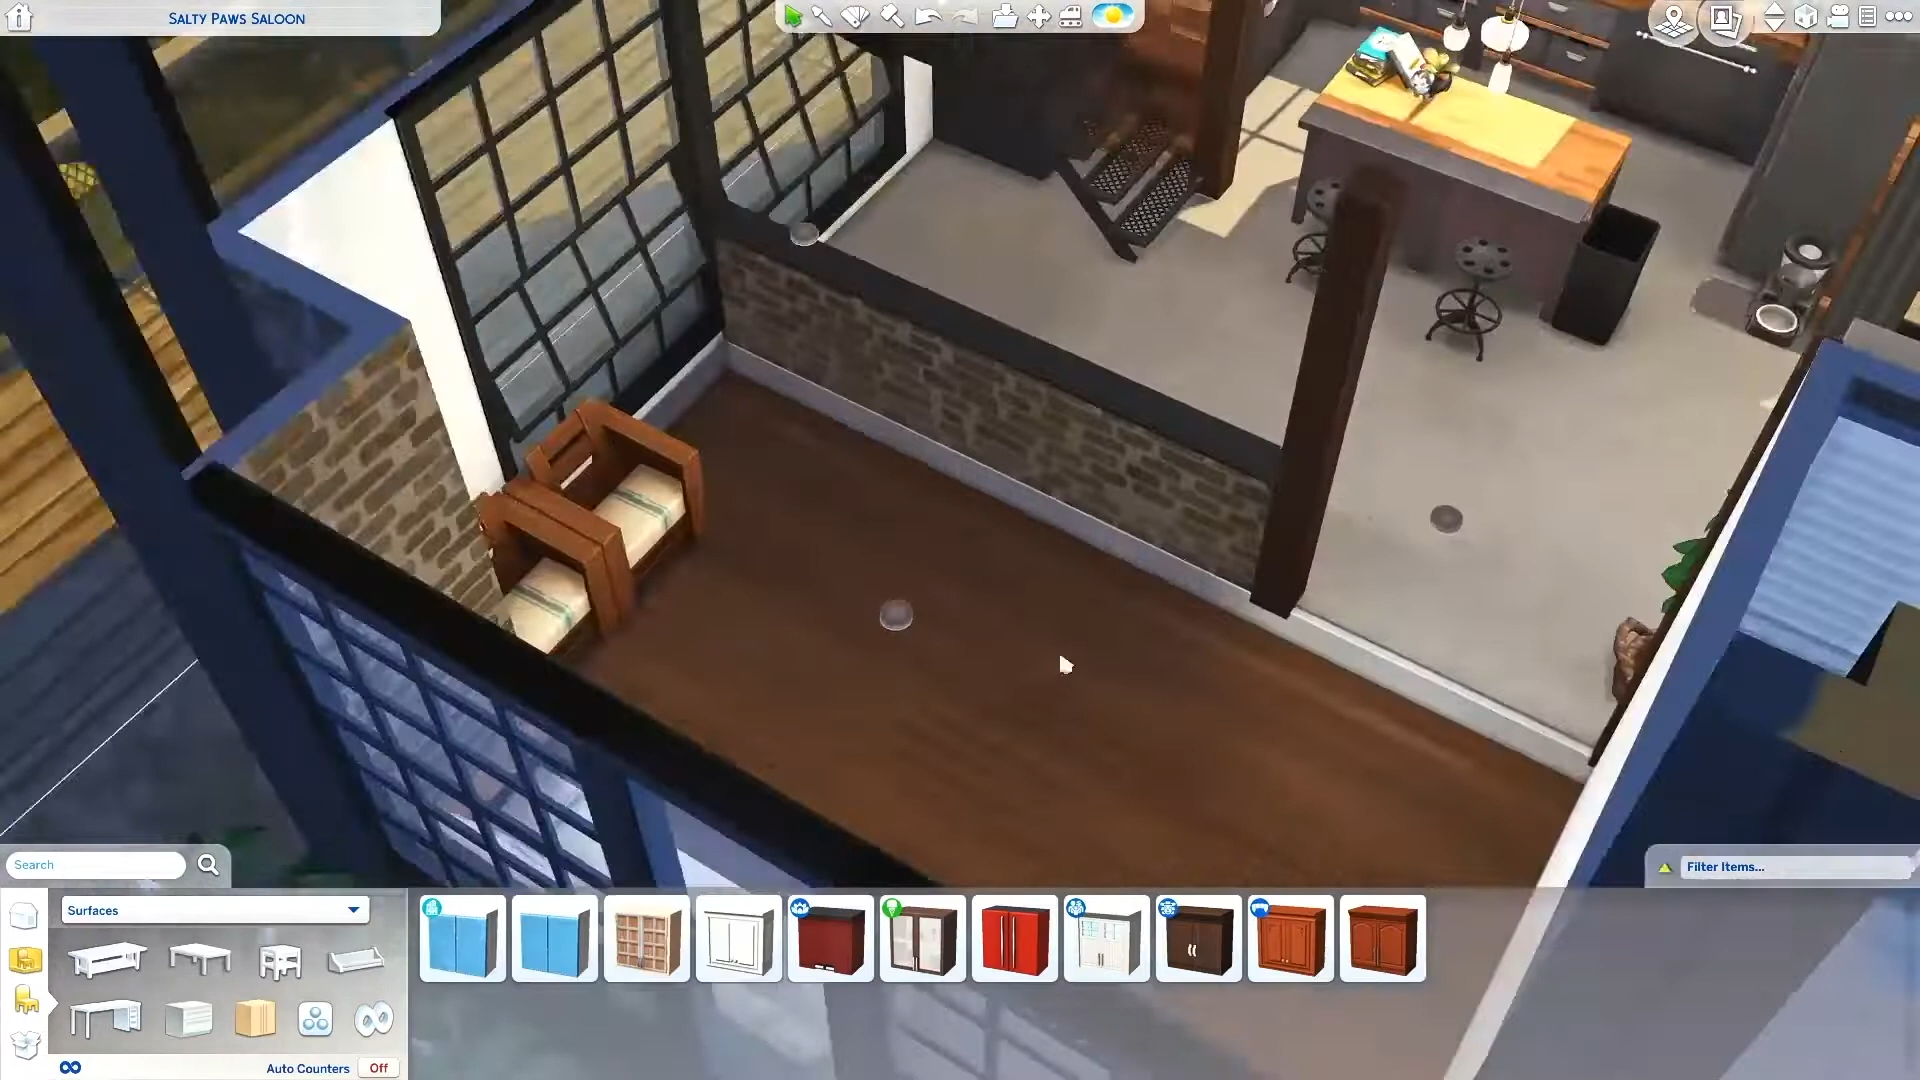 SALTY PAWS SALOON
Search
Filter Items...
Surfaces
Auto Counters Off